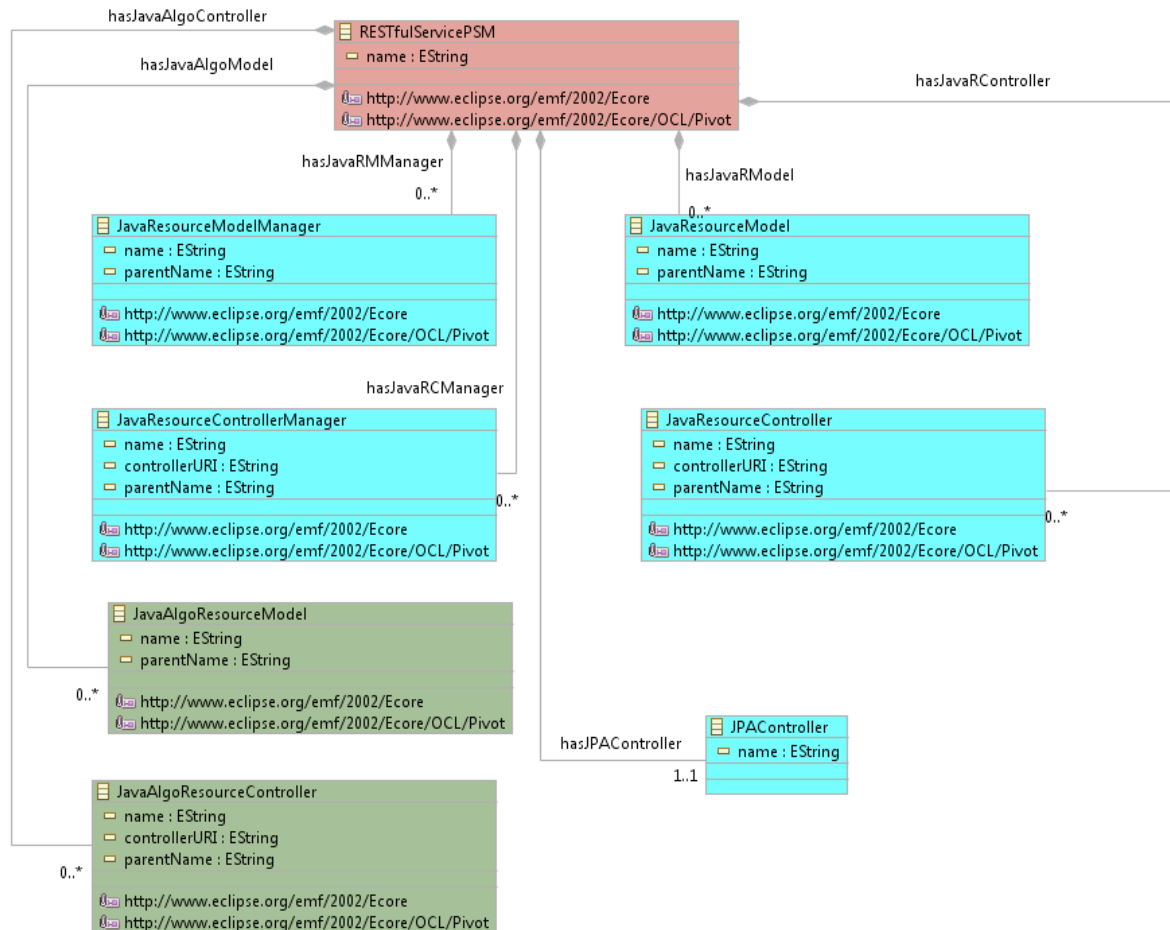 hasJavaAlgoController
RESTfulServicePSM
name : EString
http://www.eclipse.org/emf/2002/Ecore
http://www.eclipse.org/emf/2002/Ecore/OCL/Pivot
hasJavaAlgoModel
hasJavaRController
hasJavaRMManager
0..*
hasJavaRModel
0..*
JavaResourceModelManager
name : EString
parentName : EString
http://www.eclipse.org/emf/2002/Ecore
http://www.eclipse.org/emf/2002/Ecore/OCL/Pivot
JavaResourceModel
name : EString
parentName : EString
http://www.eclipse.org/emf/2002/Ecore
http://www.eclipse.org/emf/2002/Ecore/OCL/Pivot
hasJavaRCManager
JavaResourceControllerManager
name : EString
controllerURI : EString
parentName : EString
http://www.eclipse.org/emf/2002/Ecore
http://www.eclipse.org/emf/2002/Ecore/OCL/Pivot
0..*
JavaResourceController
name : EString
controllerURI : EString
parentName : EString
http://www.eclipse.org/emf/2002/Ecore
http://www.eclipse.org/emf/2002/Ecore/OCL/Pivot
0..*
JavaAlgoResourceModel
name : EString
parentName : EString
http://www.eclipse.org/emf/2002/Ecore
http://www.eclipse.org/emf/2002/Ecore/OCL/Pivot
0..*
hasJPAController
1..1
JPAController
name : EString
JavaAlgoResourceController
name : EString
controllerURI : EString
parentName : EString
http://www.eclipse.org/emf/2002/Ecore
http://www.eclipse.org/emf/2002/Ecore/OCL/Pivot
0..*